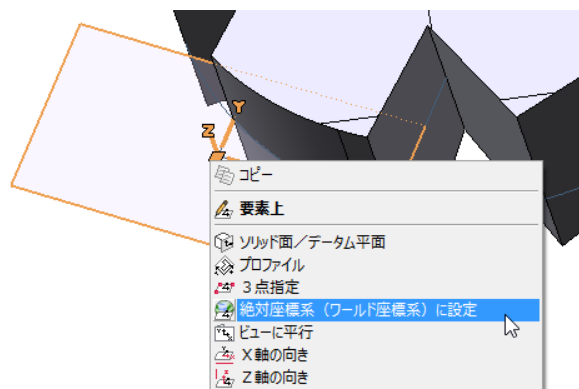 Y
Z
コピー
要素上
ソリッド面／データム平面
プロファイル
３点指定
絶対座標系（ワールド座標系）に設定
ビューに平行
X 軸の向き
Z 軸の向き